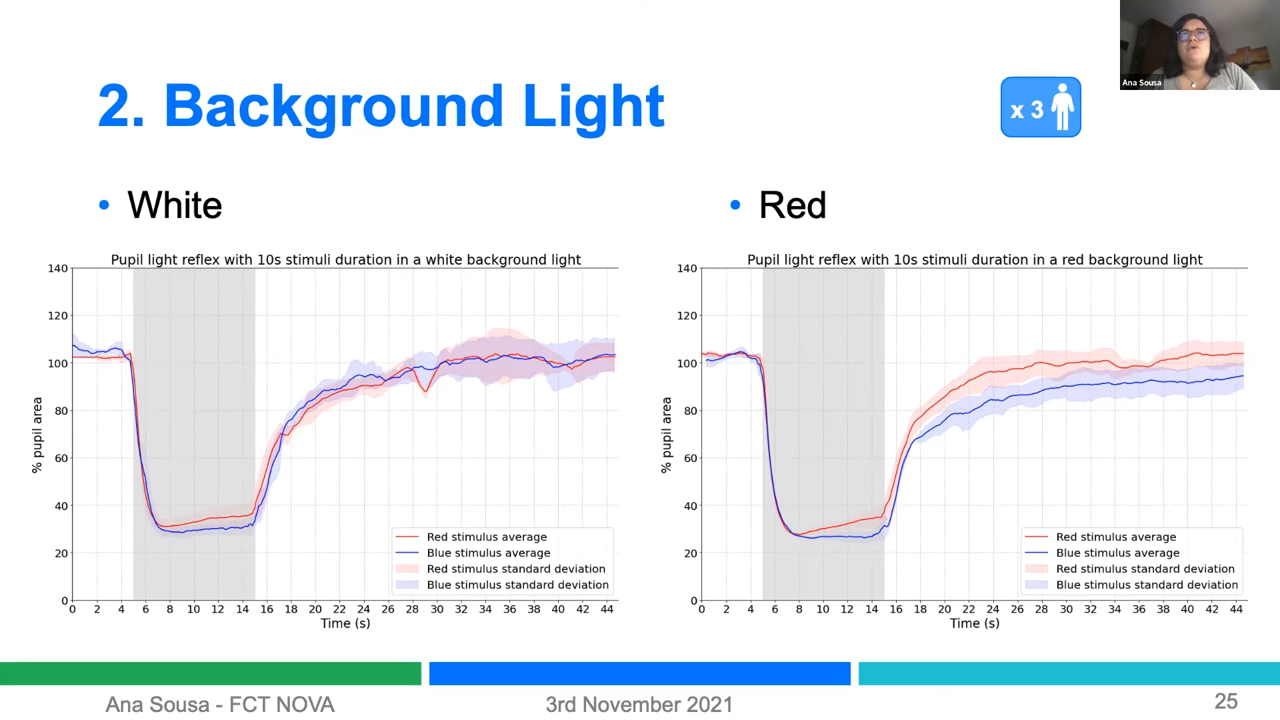 Ana Sousa
2. Background Light
x 3
• White
• Red
Pupil light reflex with 10s stimuli duration in a white background light
% pupil area
140
120
100
80
60
40
20
0
0 2 4 6 8 10 12 14 16 18 20 22 24 26 28 30 32 34 36 38 40 42 44
Time (s)
Red stimulus average
Blue stimulus average
Red stimulus standard deviation
Blue stimulus standard deviation
Pupil light reflex with 10s stimuli duration in a red background light
% pupil area
140
120
100
80
60
40
20
0
0 2 4 6 8 10 12 14 16 18 20 22 24 26 28 30 32 34 36 38 40 42 44
Time (s)
Red stimulus average
Blue stimulus average
Red stimulus standard deviation
Blue stimulus standard deviation
Ana Sousa - FCT NOVA
3rd November 2021
25